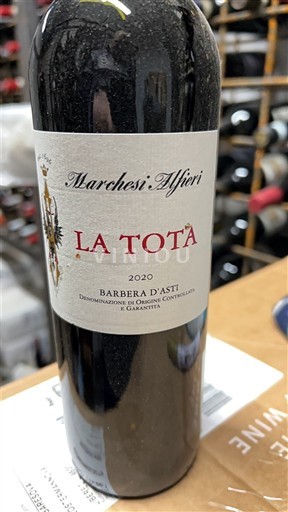 Marchesi Alfieri
LA TOTA
VINIOU
2020
BARBERA D'ASTI
DENOMINAZIONE DI ORIGINE CONTROLLATA
E GARANTITA
WINE